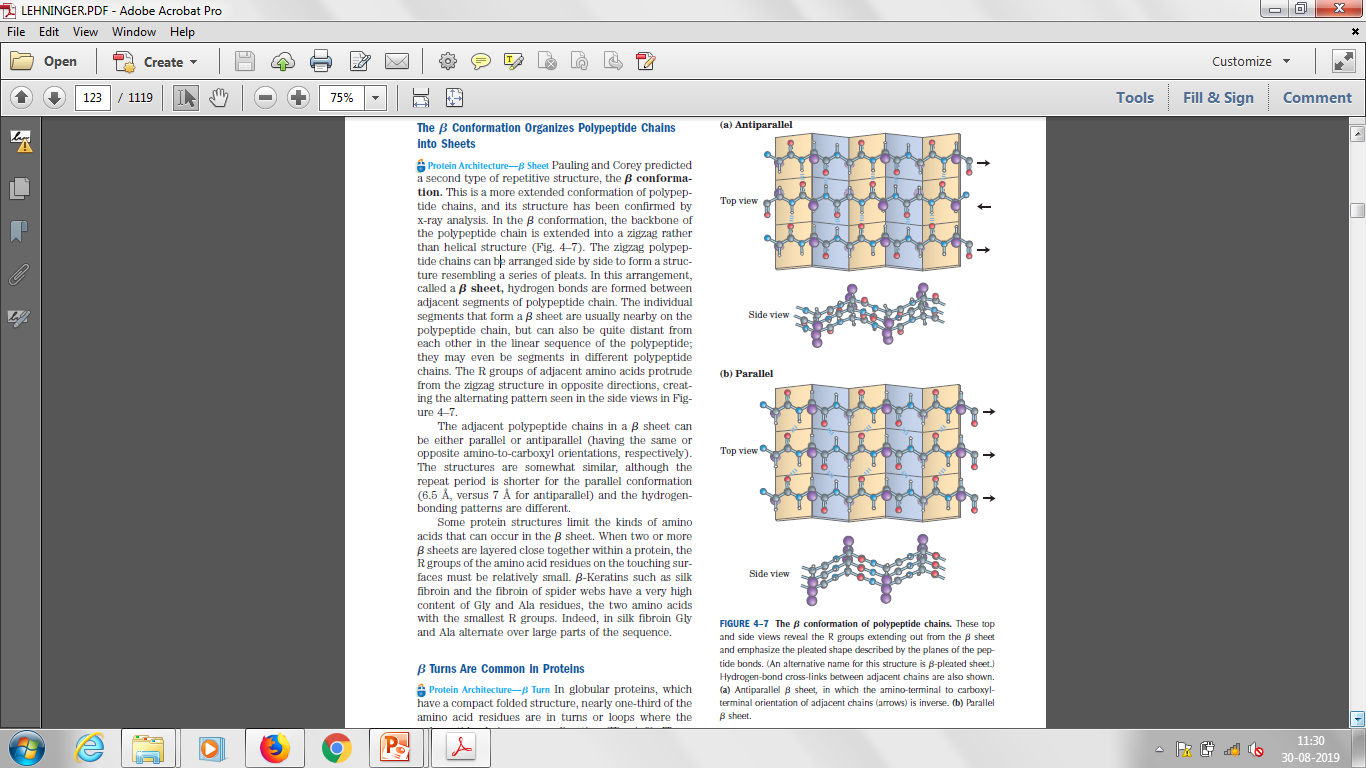 LEHNINGER.PDF - Adobe Acrobat Pro
File Edit View Window Help
Open Create Customize
123 / 1119 75% Tools Fill & Sign Comment
The β Conformation Organizes Polypeptide Chains
into Sheets
Protein Architecture—β Sheet Pauling and Corey predicted
a second type of repetitive structure, the β conforma-
tion. This is a more extended conformation of polypep-
tide chains, and its structure has been confirmed by
x-ray analysis. In the β conformation, the backbone of
the polypeptide chain is extended into a zigzag rather
than helical structure (Fig. 4–7). The zigzag polypep-
tide chains can be arranged side by side to form a struc-
ture resembling a series of pleats. In this arrangement,
called a β sheet, hydrogen bonds are formed between
adjacent segments of polypeptide chain. The individual
segments that form a β sheet are usually nearby on the
polypeptide chain, but can also be quite distant from
each other in the linear sequence of the polypeptide;
they may even be segments in different polypeptide
chains. The R groups of adjacent amino acids protrude
from the zigzag structure in opposite directions, creat-
ing the alternating pattern seen in the side views in Fig-
ure 4–7.
The adjacent polypeptide chains in a β sheet can
be either parallel or antiparallel (having the same or
opposite amino-to-carboxyl orientations, respectively).
The structures are somewhat similar, although the
repeat period is shorter for the parallel conformation
(6.5 Å, versus 7 Å for antiparallel) and the hydrogen-
bonding patterns are different.
Some protein structures limit the kinds of amino
acids that can occur in the β sheet. When two or more
β sheets are layered close together within a protein, the
R groups of the amino acid residues on the touching sur-
faces must be relatively small. β-Keratins such as silk
fibroin and the fibroin of spider webs have a very high
content of Gly and Ala residues, the two amino acids
with the smallest R groups. Indeed, in silk fibroin Gly
and Ala alternate over large parts of the sequence.
β Turns Are Common in Proteins
Protein Architecture—β Turn In globular proteins, which
have a compact folded structure, nearly one-third of the
amino acid residues are in turns or loops where the
(a) Antiparallel
Top view
Side view
(b) Parallel
Top view
Side view
FIGURE 4–7 The β conformation of polypeptide chains. These top
and side views reveal the R groups extending out from the β sheet
and emphasize the pleated shape described by the planes of the pep-
tide bonds. (An alternative name for this structure is β-pleated sheet.)
Hydrogen-bond cross-links between adjacent chains are also shown.
(a) Antiparallel β sheet, in which the amino-terminal to carboxyl-
terminal orientation of adjacent chains (arrows) is inverse. (b) Parallel
β sheet.
11:30
30-08-2019